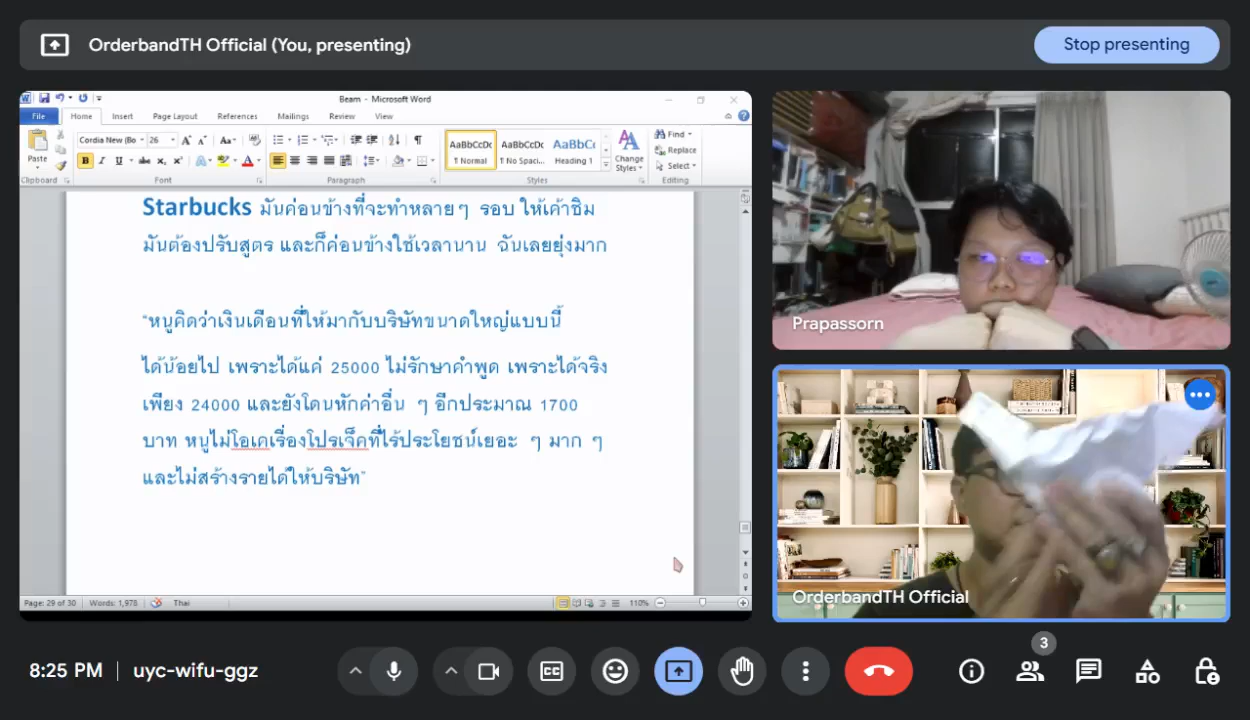 OrderbandTH Official (You, presenting)
Stop presenting
Beam - Microsoft Word
File Home Insert Page Layout References Mailings Review View
Cordia New (Bo 26
Paste
AaBbCcDc AaBbCcDc AaBbC
¶ Normal ¶ No Spaci... Heading 1
Change Styles
Find
Replace
Select
Clipboard Font Paragraph Styles Editing
Starbucks มันค่อนข้างที่จะทำหลายๆ รอบ ให้เค้าชิม
มันต้องปรับสูตร และก็ค่อนข้างใช้เวลานาน ฉันเลยยุ่งมาก
"หนูคิดว่าเงินเดือนที่ให้มากับบริษัทขนาดใหญ่แบบนี้
ได้น้อยไป เพราะได้แค่ 25000 ไม่รักษาคำพูด เพราะได้จริง
เพียง 24000 และยังโดนหักค่าอื่น ๆ อีกประมาณ 1700
บาท หนูไม่โอเคเรื่องโปรเจ็คที่ไร้ประโยชน์เยอะ ๆ มาก ๆ
และไม่สร้างรายได้ให้บริษัท"
Page: 29 of 30 Words: 1,978 Thai 110%
Prapassorn
OrderbandTH Official
8:25 PM uyc-wifu-ggz
3